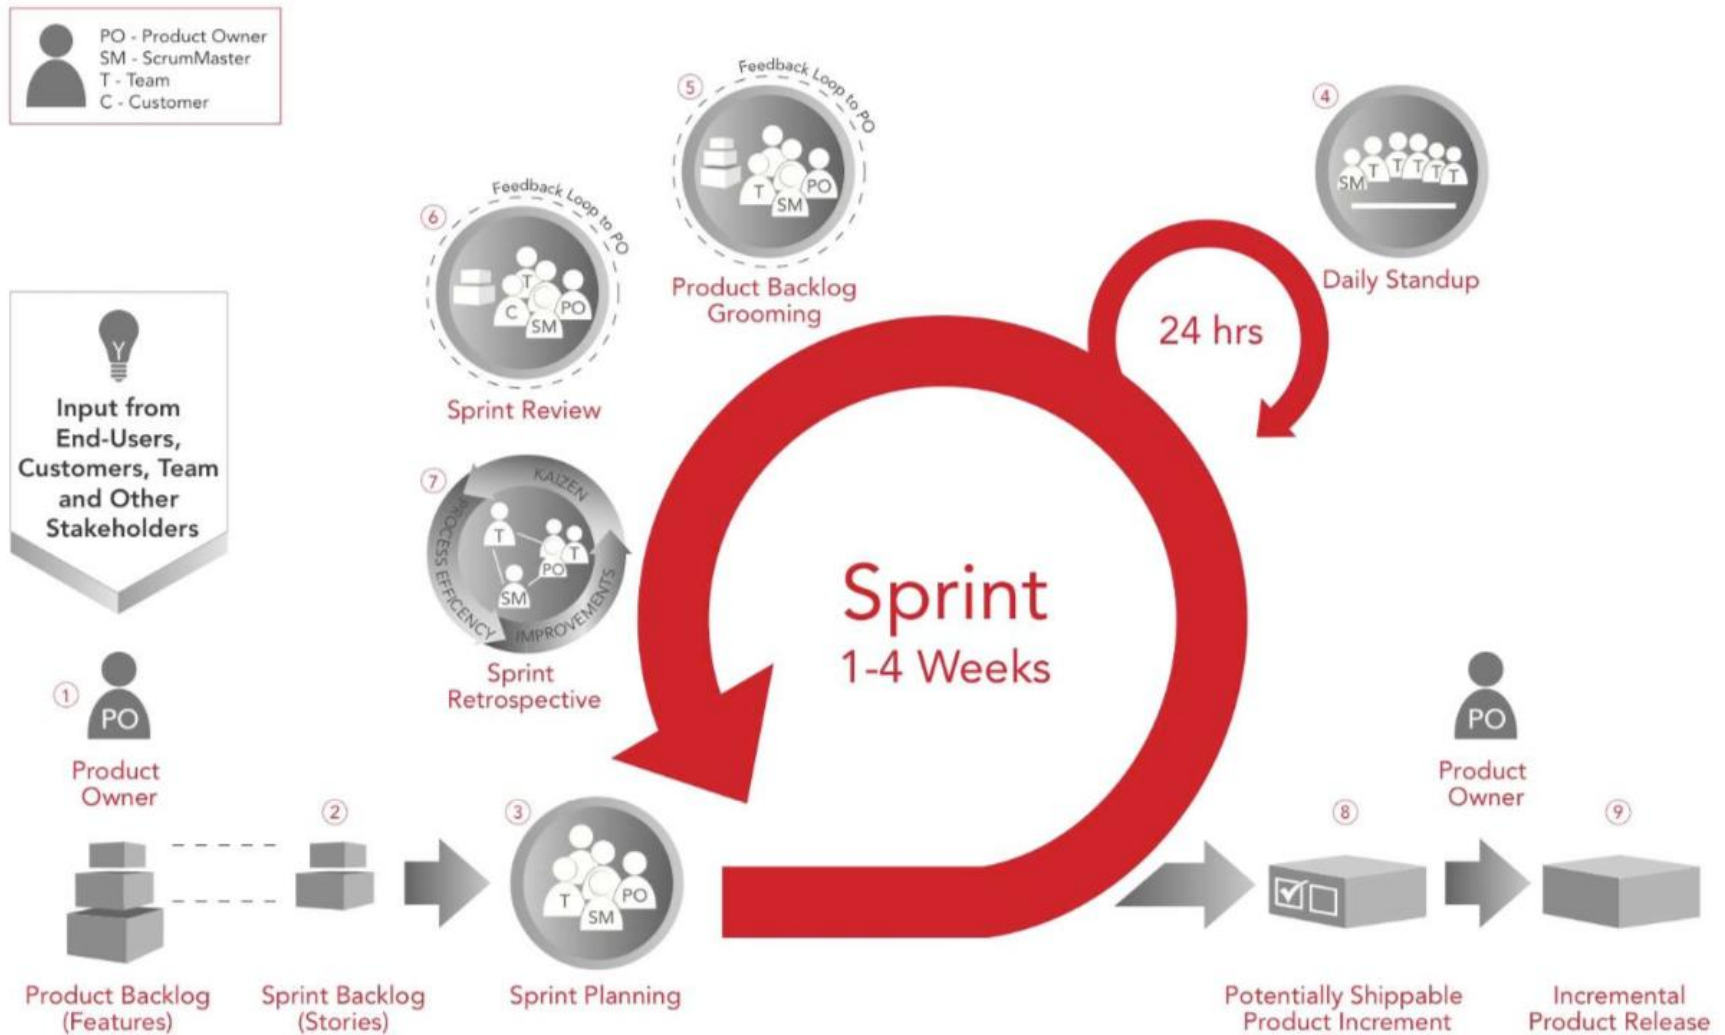 PO - Product Owner
SM - ScrumMaster
T - Team
C - Customer
Y
Input from
End-Users,
Customers, Team
and Other
Stakeholders
1
PO
Product
Owner
Product Backlog
(Features)
2
Sprint Backlog
(Stories)
3
T
SM
PO
Sprint Planning
4
SM
T
T
T
T
T
Daily Standup
24 hrs
5
Feedback Loop to PO
T
SM
PO
Product Backlog
Grooming
6
Feedback Loop to PO
T
C
SM
PO
Sprint Review
7
KAIZEN
PROCESS EFFICENCY
IMPROVEMENTS
T
T
PO
SM
Sprint
Retrospective
Sprint
1-4 Weeks
8
Potentially Shippable
Product Increment
PO
Product
Owner
9
Incremental
Product Release